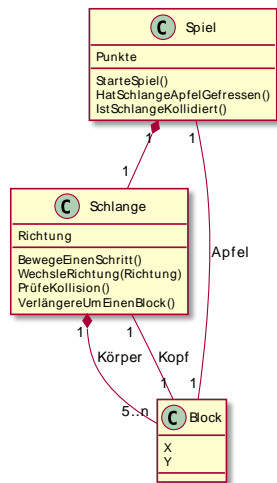 C Spiel
Punkte
StarteSpiel()
HatSchlangeApfelGefressen()
IstSchlangeKollidiert()
1 1
1
C Schlange
Richtung
BewegeEinenSchritt()
WechsleRichtung(Richtung)
PrüfeKollision()
VerlängereUmEinenBlock()
Apfel
1 1
Körper Kopf
1 1
5...n
C Block
X
Y